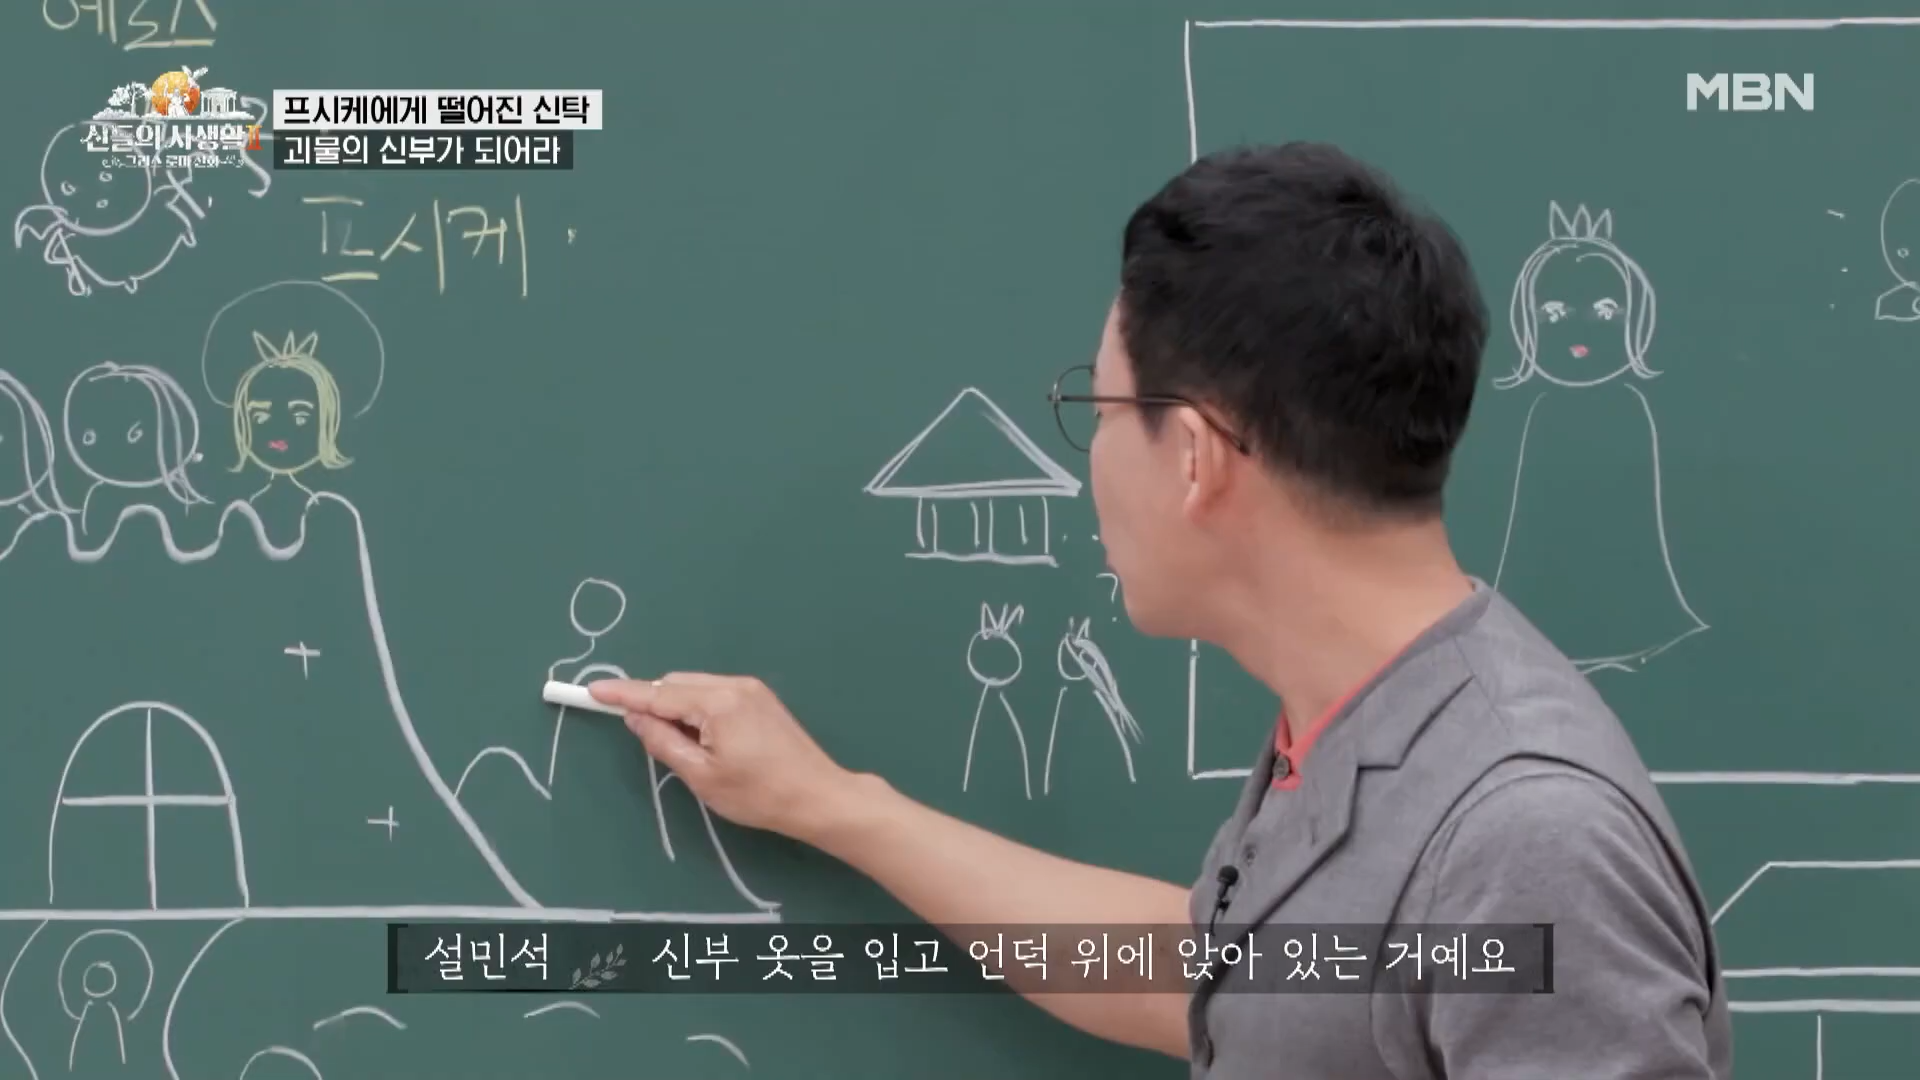 에로스
MBN
프시케에게 떨어진 신탁
신들의 사생활 II
그리스 로마 신화
괴물의 신부가 되어라
프시케
?
설민석 신부 옷을 입고 언덕 위에 앉아 있는 거예요